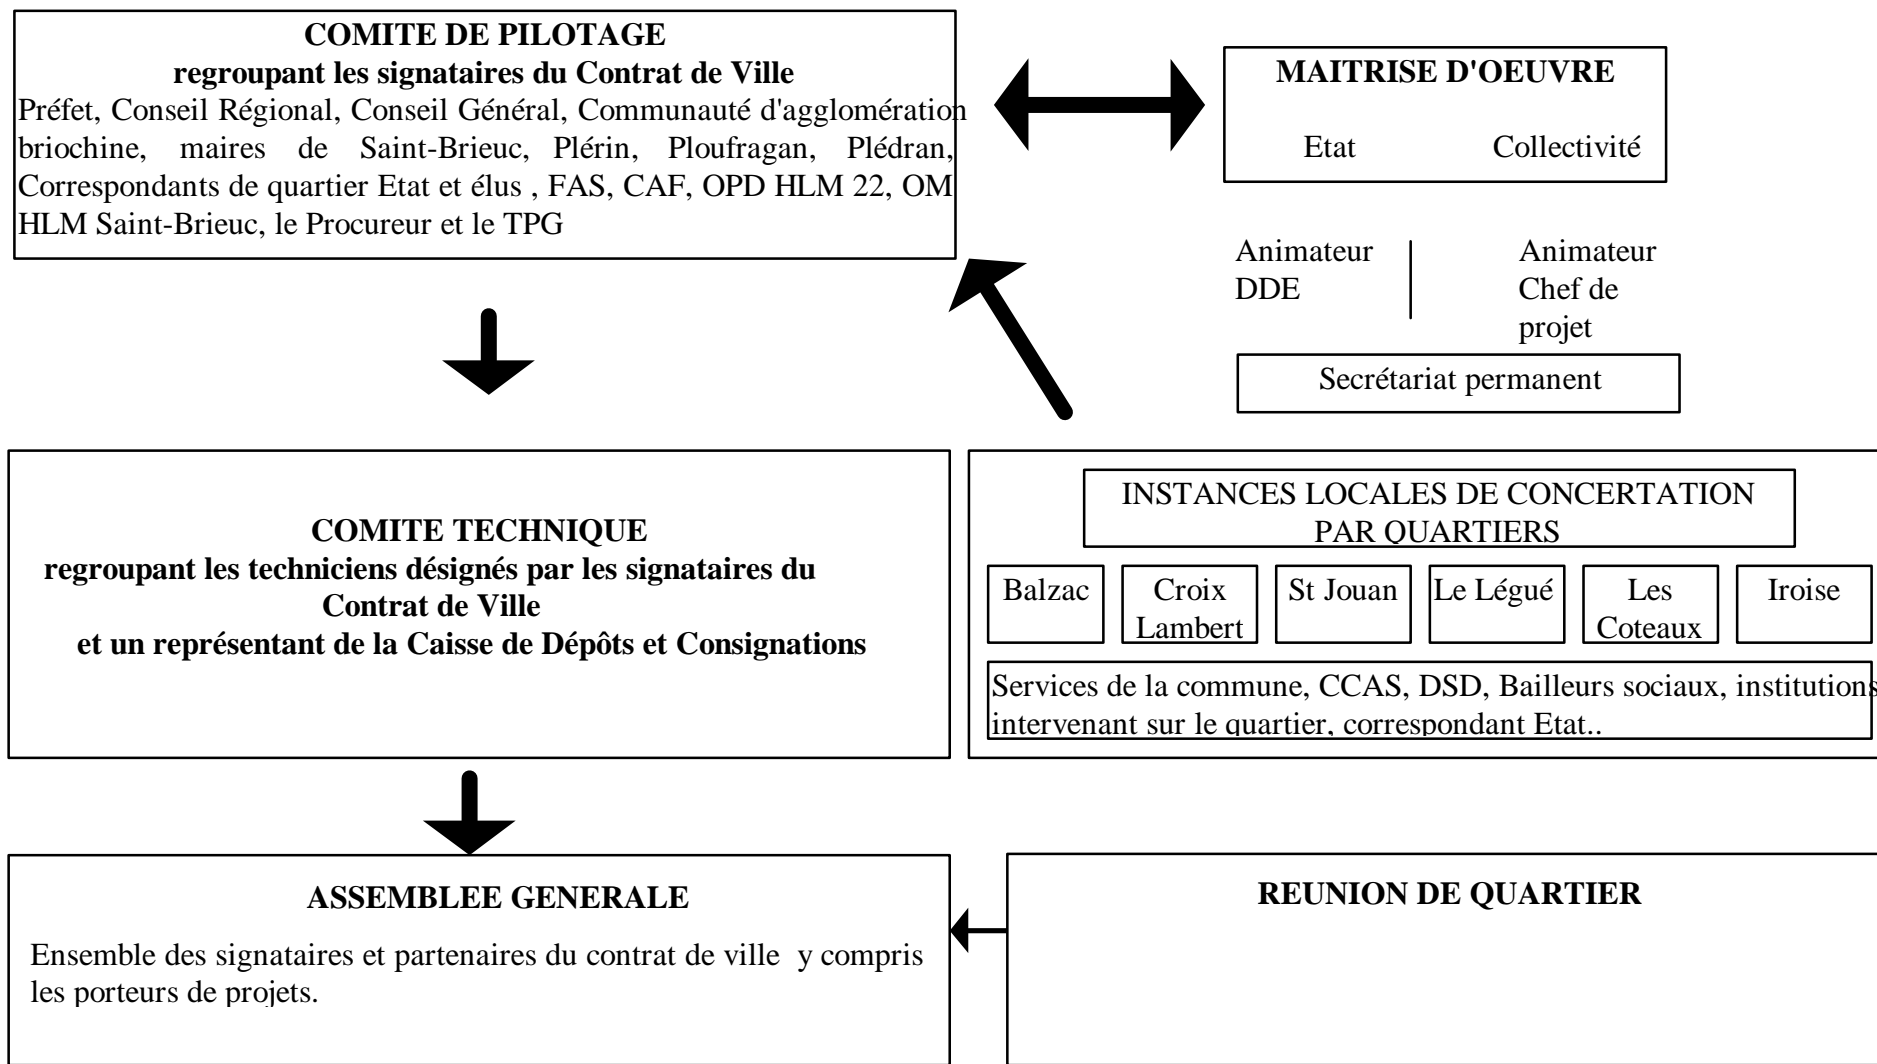 COMITE DE PILOTAGE
regroupant les signataires du Contrat de Ville
Préfet, Conseil Régional, Conseil Général, Communauté d'agglomération
briochine, maires de Saint-Brieuc, Plérin, Ploufragan, Plédran,
Correspondants de quartier Etat et élus , FAS, CAF, OPD HLM 22, OM
HLM Saint-Brieuc, le Procureur et le TPG
MAITRISE D'OEUVRE
Etat Collectivité
Animateur
DDE
Animateur
Chef de
projet
Secrétariat permanent
COMITE TECHNIQUE
regroupant les techniciens désignés par les signataires du
Contrat de Ville
et un représentant de la Caisse de Dépôts et Consignations
INSTANCES LOCALES DE CONCERTATION
PAR QUARTIERS
Balzac
Croix
Lambert
St Jouan
Le Légué
Les
Coteaux
Iroise
Services de la commune, CCAS, DSD, Bailleurs sociaux, institutions
intervenant sur le quartier, correspondant Etat..
ASSEMBLEE GENERALE
Ensemble des signataires et partenaires du contrat de ville y compris
les porteurs de projets.
REUNION DE QUARTIER